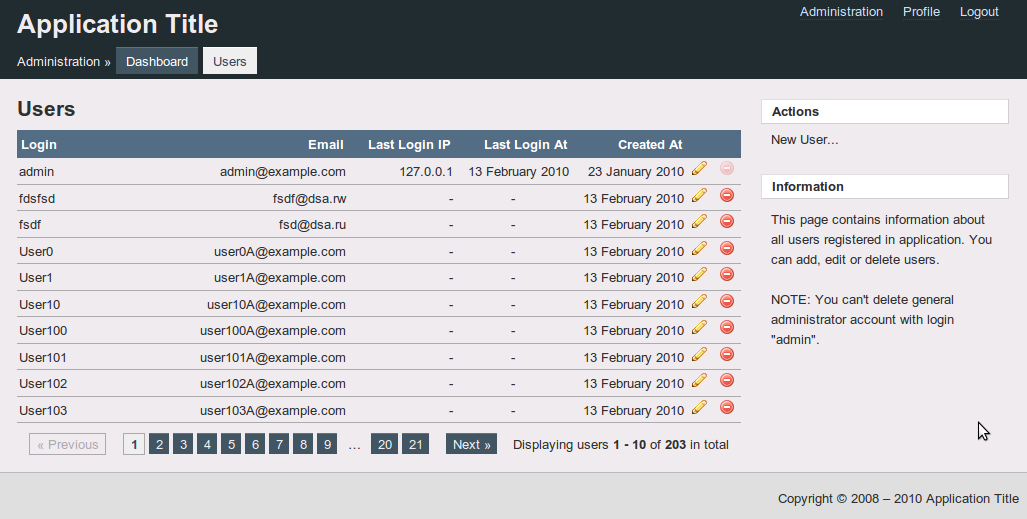 Application Title
Administration Profile Logout
Administration » Dashboard Users
Users
Login Email Last Login IP Last Login At Created At
admin admin@example.com 127.0.0.1 13 February 2010 23 January 2010
fdsfsd fsdf@dsa.rw - - 13 February 2010
fsdf fsd@dsa.ru - - 13 February 2010
User0 user0A@example.com - - 13 February 2010
User1 user1A@example.com - - 13 February 2010
User10 user10A@example.com - - 13 February 2010
User100 user100A@example.com - - 13 February 2010
User101 user101A@example.com - - 13 February 2010
User102 user102A@example.com - - 13 February 2010
User103 user103A@example.com - - 13 February 2010
« Previous 1 2 3 4 5 6 7 8 9 … 20 21 Next » Displaying users 1 - 10 of 203 in total
Actions
New User...
Information
This page contains information about
all users registered in application. You
can add, edit or delete users.
NOTE: You can't delete general
administrator account with login
"admin".
Copyright © 2008 – 2010 Application Title